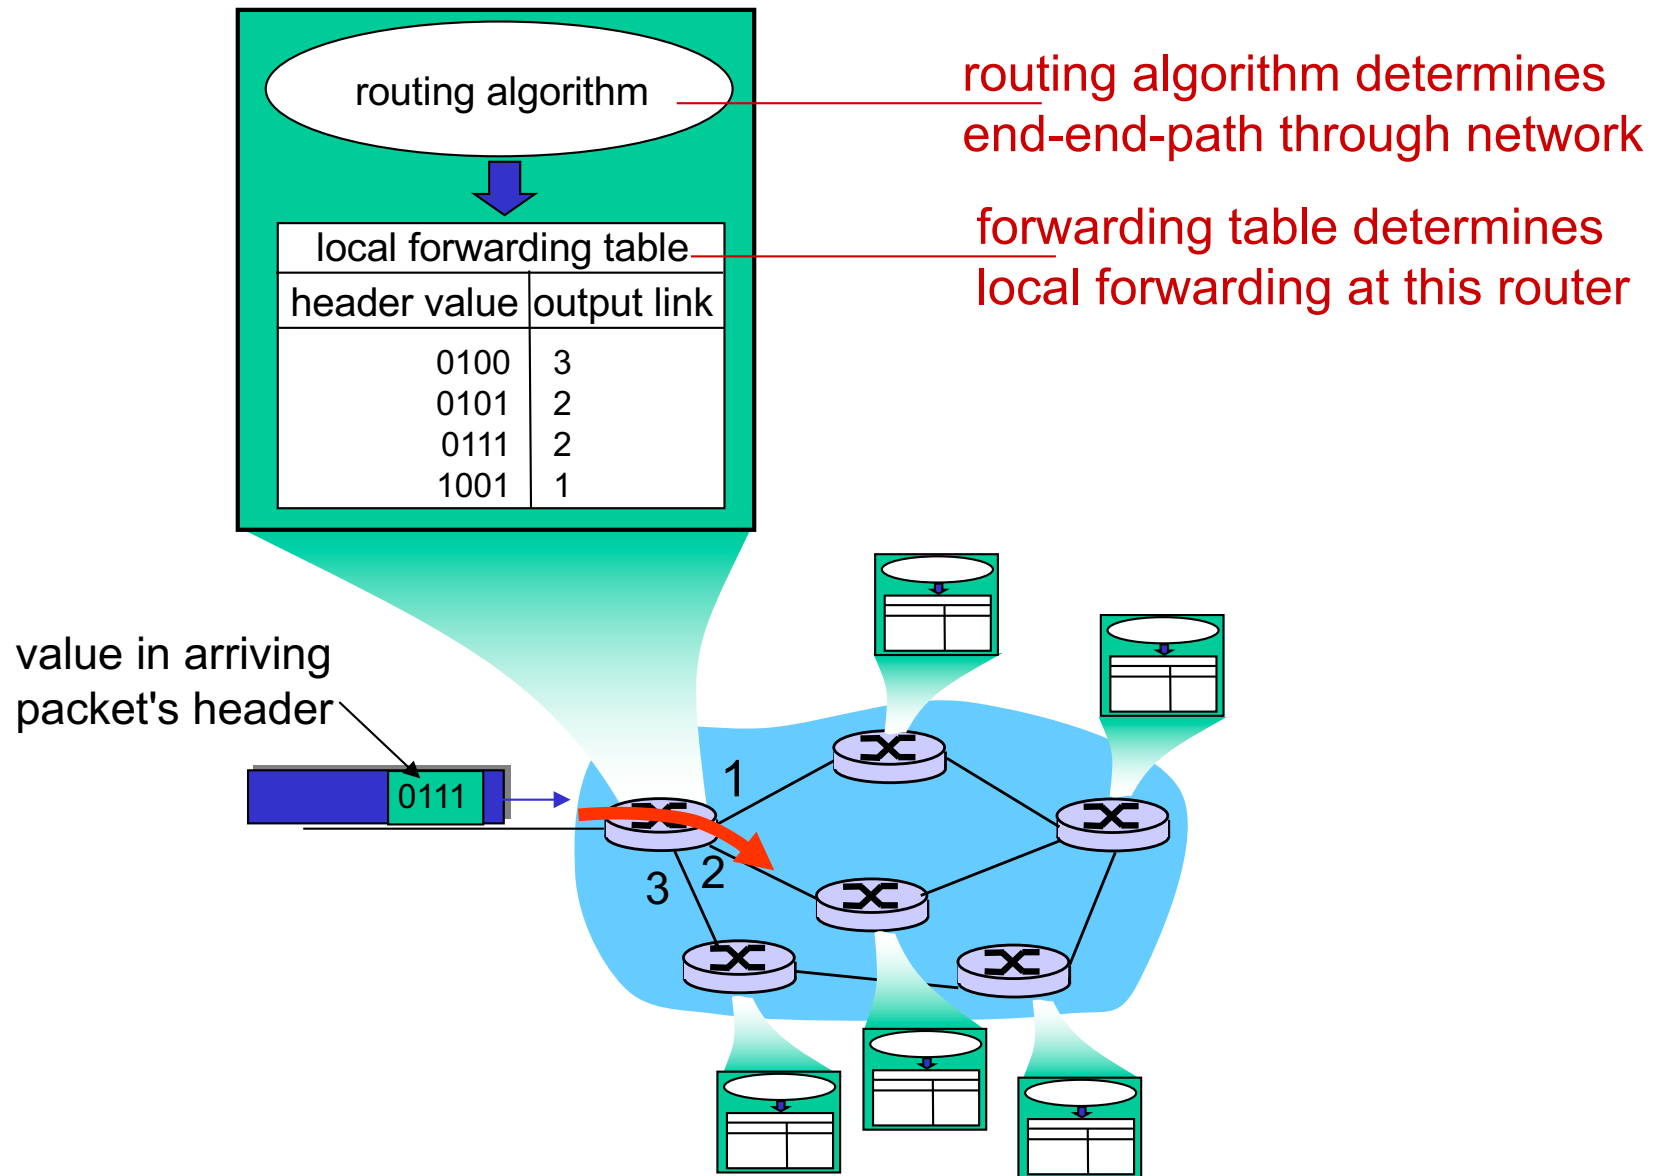 routing algorithm
routing algorithm determines
end-end-path through network
local forwarding table
forwarding table determines
local forwarding at this router
header value output link
0100 3
0101 2
0111 2
1001 1
value in arriving
packet's header
0111
1
2
3